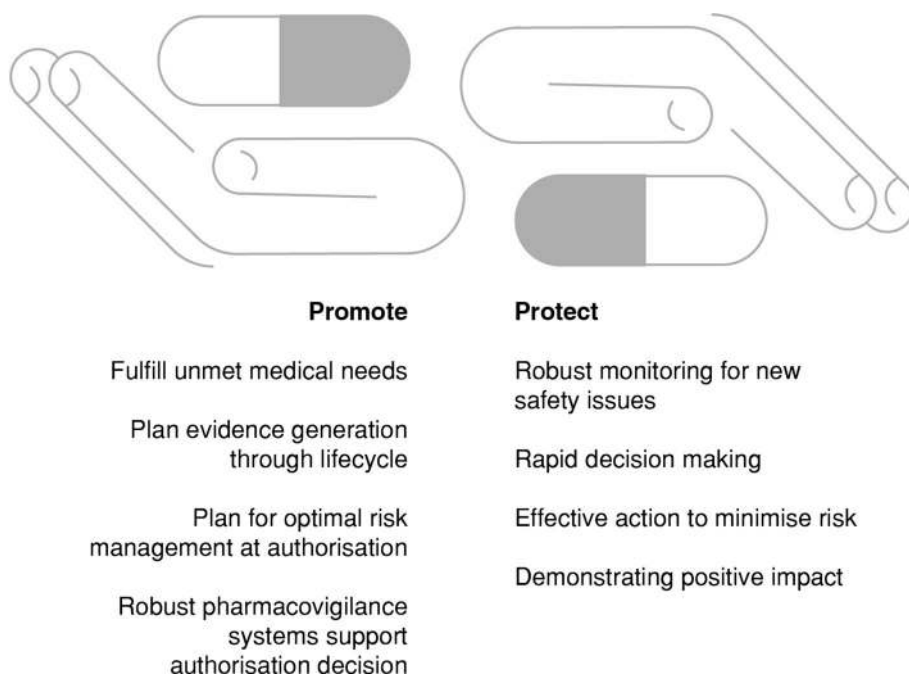 Promote
Fulfill unmet medical needs
Plan evidence generation
through lifecycle
Plan for optimal risk
management at authorisation
Robust pharmacovigilance
systems support
authorisation decision
Protect
Robust monitoring for new
safety issues
Rapid decision making
Effective action to minimise risk
Demonstrating positive impact